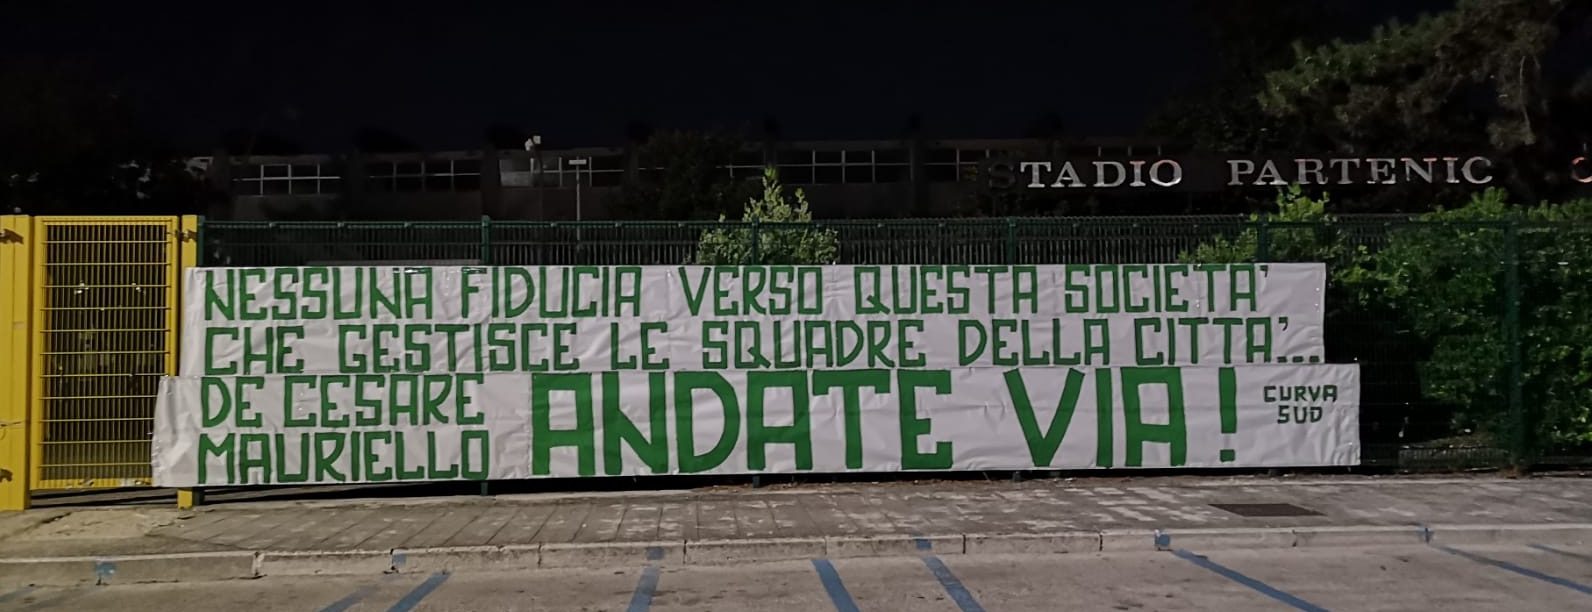 STADIO PARTENIC
NESSUNA FIDUCIA VERSO QUESTA SOCIETA'
CHE GESTISCE LE SQUADRE DELLA CITTA'...
DE CESARE
MAURIELLO
ANDATE VIA!
CURVA
SUD